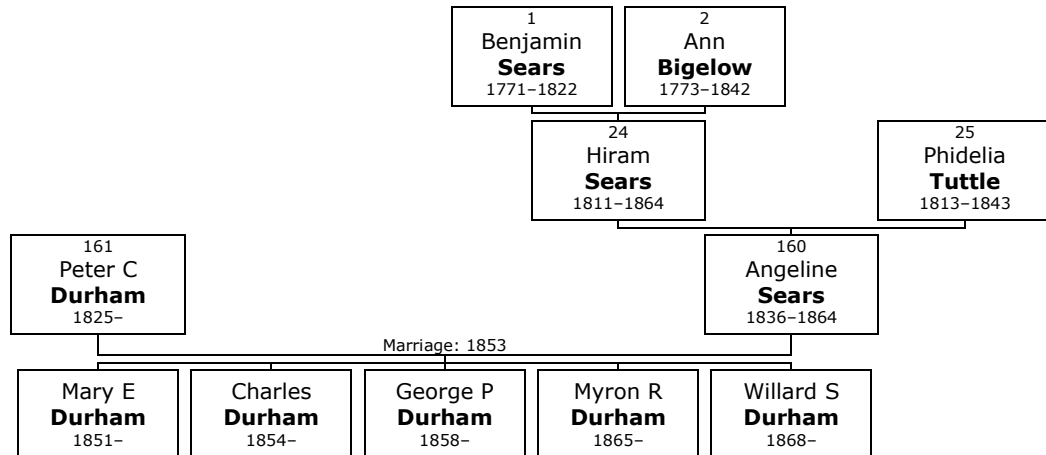 1
Benjamin
Sears
1771–1822
2
Ann
Bigelow
1773–1842
24
Hiram
Sears
1811–1864
25
Phidelia
Tuttle
1813–1843
161
Peter C
Durham
1825–
160
Angeline
Sears
1836–1864
Marriage: 1853
Mary E
Durham
1851–
Charles
Durham
1854–
George P
Durham
1858–
Myron R
Durham
1865–
Willard S
Durham
1868–